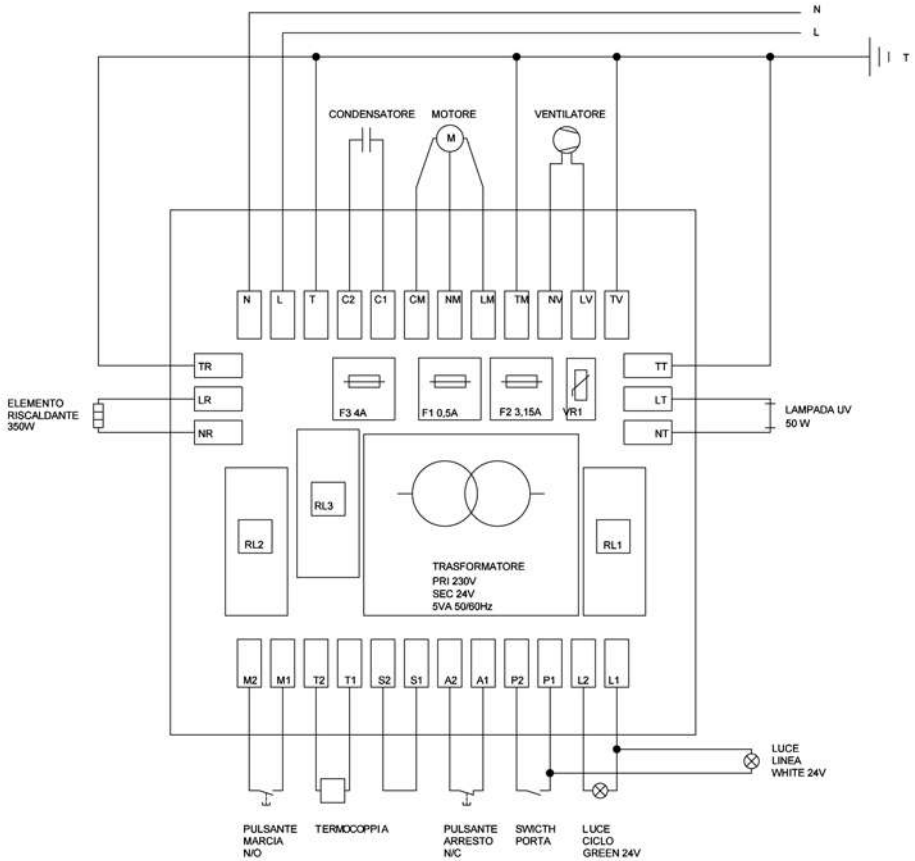 N
L
T
CONDENSATORE MOTORE VENTILATORE
N L T C2 C1 CM NM LM TM NV LV TV
TR TT
LR LT
NR NT
ELEMENTO
RISCALDANTE
350W
LAMPADA UV
50 W
F3 4A F1 0,5A F2 3,15A VR1
M
RL3
RL2 RL1
TRASFORMATORE
PRI 230V
SEC 24V
5VA 50/60Hz
M2 M1 T2 T1 S2 S1 A2 A1 P2 P1 L2 L1
LUCE
LINEA
WHITE 24V
PULSANTE
MARCIA
N/O
TERMOCOPPIA
PULSANTE
ARRESTO
N/C
SWICTH
PORTA
LUCE
CICLO
GREEN 24V